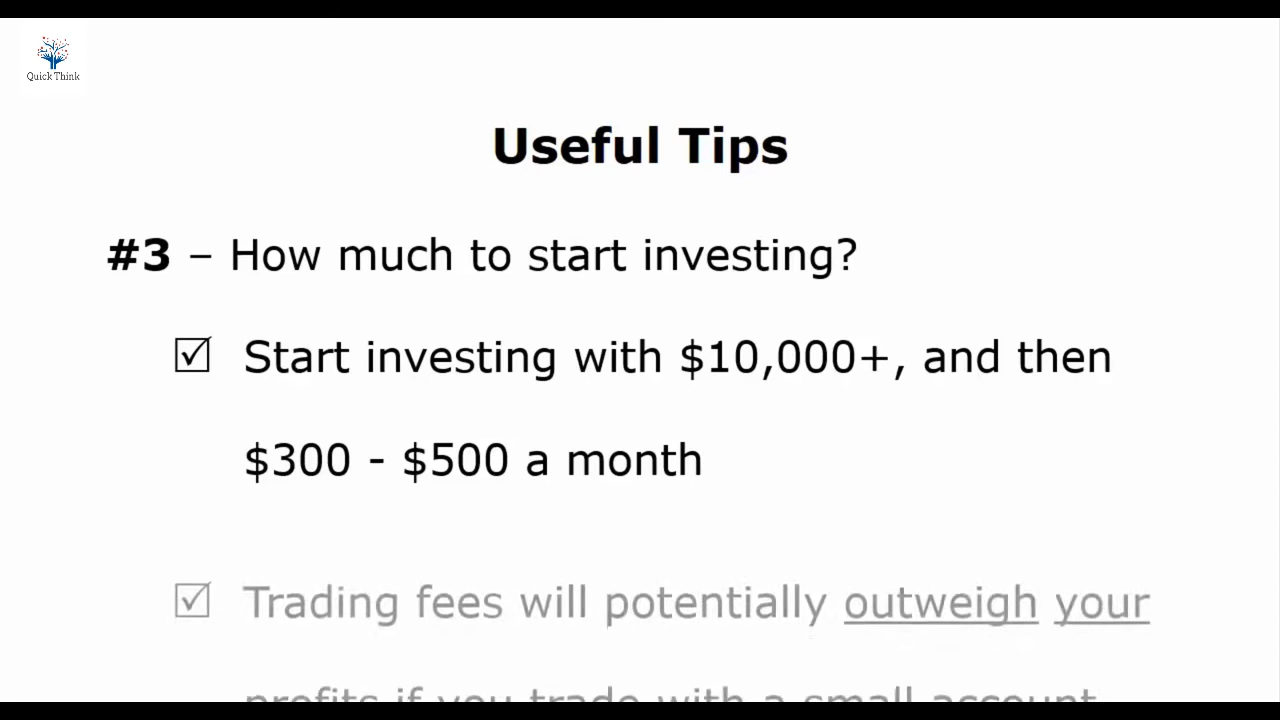 Quick Think
Useful Tips
#3 – How much to start investing?
☑ Start investing with $10,000+, and then
$300 - $500 a month
☑ Trading fees will potentially outweigh your
profits if you trade with a small account